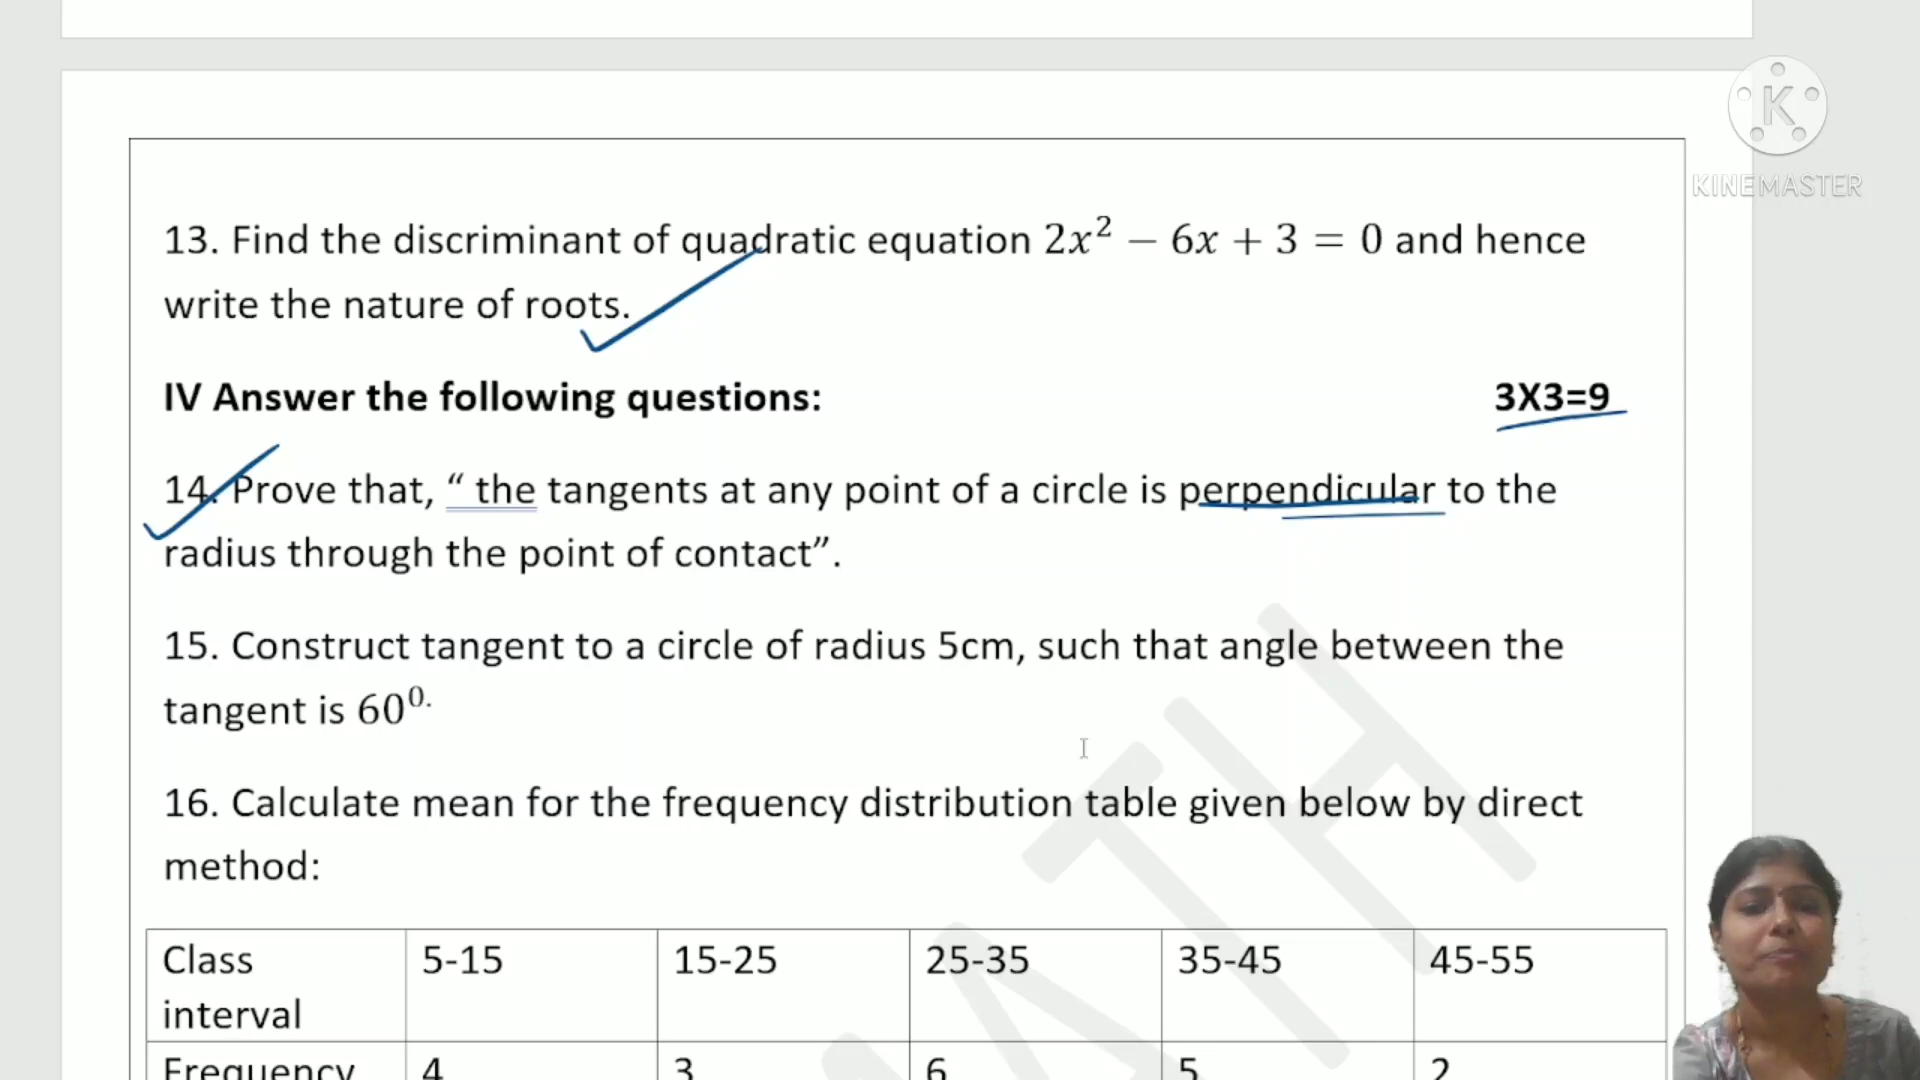 K
KINEMASTER
13. Find the discriminant of quadratic equation 2x² − 6x + 3 = 0 and hence
write the nature of roots.
IV Answer the following questions: 3X3=9
14. Prove that, “ the tangents at any point of a circle is perpendicular to the
radius through the point of contact”.
15. Construct tangent to a circle of radius 5cm, such that angle between the
tangent is 60⁰.
16. Calculate mean for the frequency distribution table given below by direct
method:
Class interval 5-15 15-25 25-35 35-45 45-55
Frequency 4 3 6 5 2